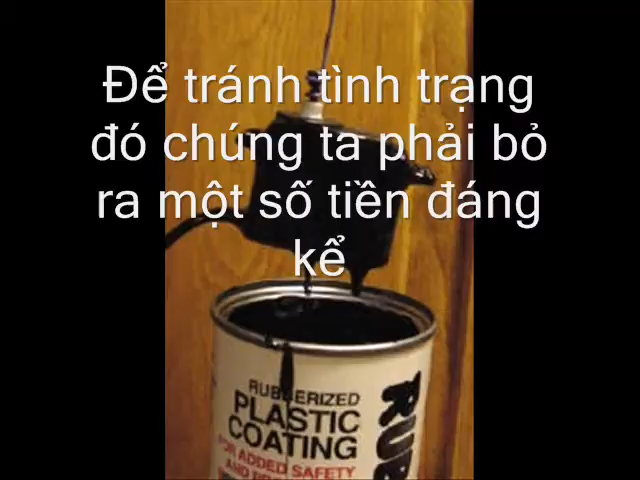 Để tránh tình trạng
đó chúng ta phải bỏ
ra một số tiền đáng
kể
RUBBERIZED
PLASTIC
COATING
FOR ADDED SAFETY